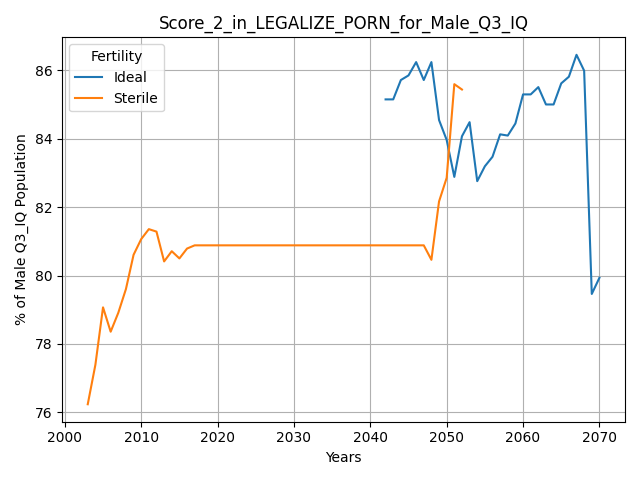 Score_2_in_LEGALIZE_PORN_for_Male_Q3_IQ
Fertility
Ideal
Sterile
% of Male Q3_IQ Population
86
84
82
80
78
76
2000 2010 2020 2030 2040 2050 2060 2070
Years